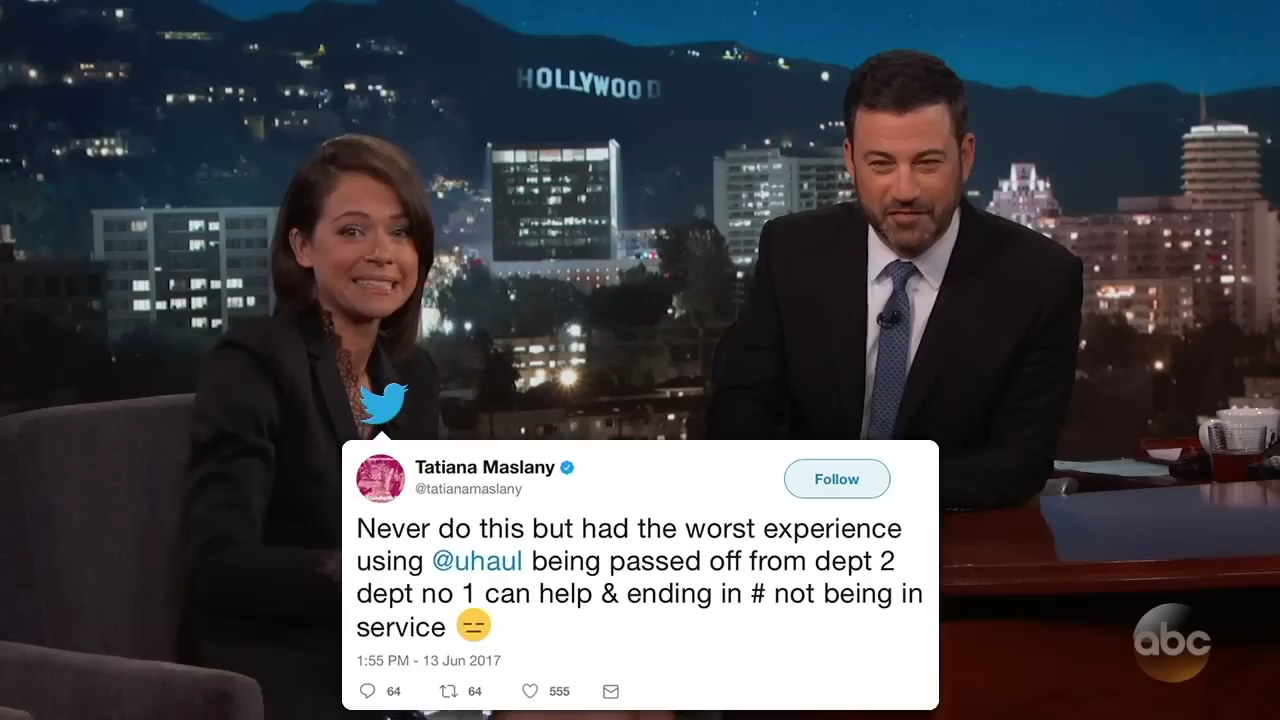 HOLLYWOOD
Tatiana Maslany
@tatianamaslany
Follow
Never do this but had the worst experience
using @uhaul being passed off from dept 2
dept no 1 can help & ending in # not being in
service 😑
1:55 PM - 13 Jun 2017
64 64 555
abc